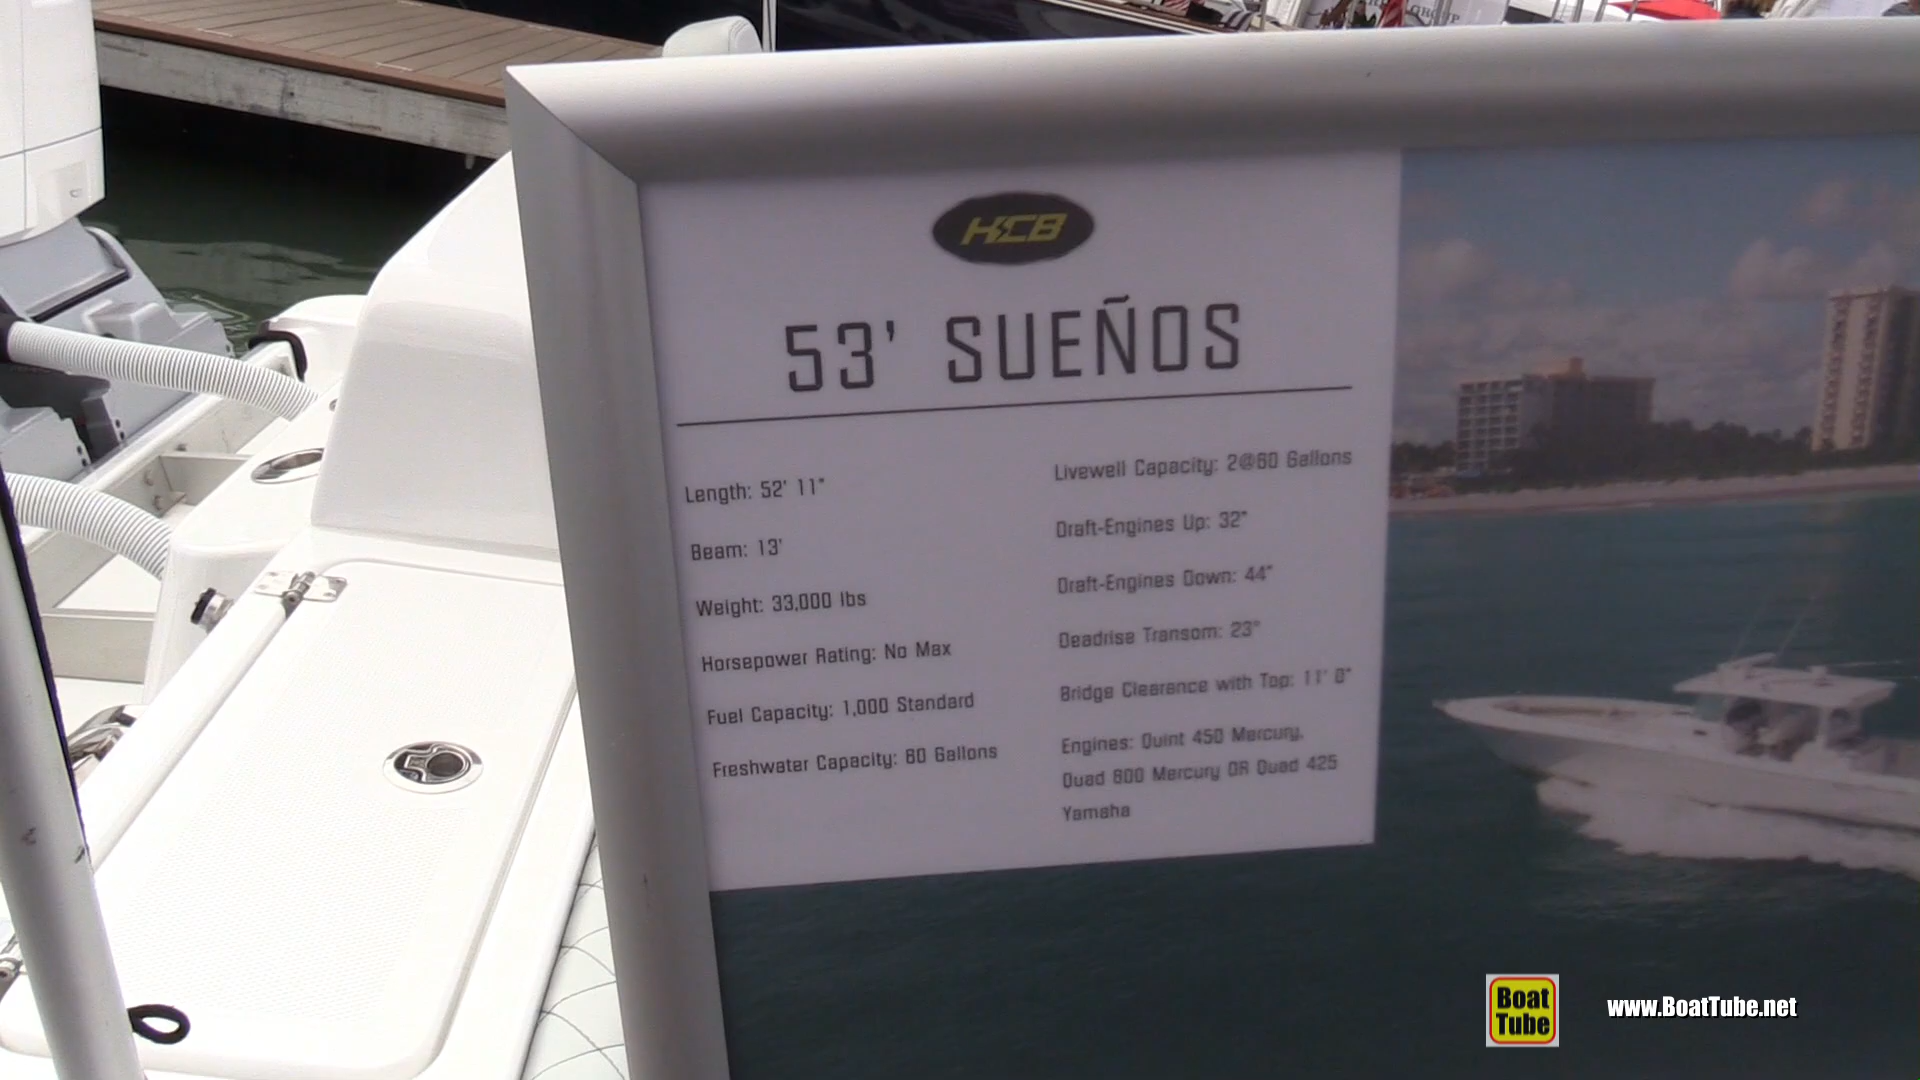 HCB
53' SUEÑOS
Length: 52' 11"
Beam: 13'
Weight: 33,000 lbs
Horsepower Rating: No Max
Fuel Capacity: 1,000 Standard
Freshwater Capacity: 60 Gallons
Livewell Capacity: 2@60 Gallons
Draft-Engines Up: 32"
Draft-Engines Down: 44"
Deadrise Transom: 23°
Bridge Clearance with Top: 11'
Engines: Quint 450 Mercury,
Quad 600 Mercury OR Quad 425
Yamaha
Boat
Tube
www.BoatTube.net